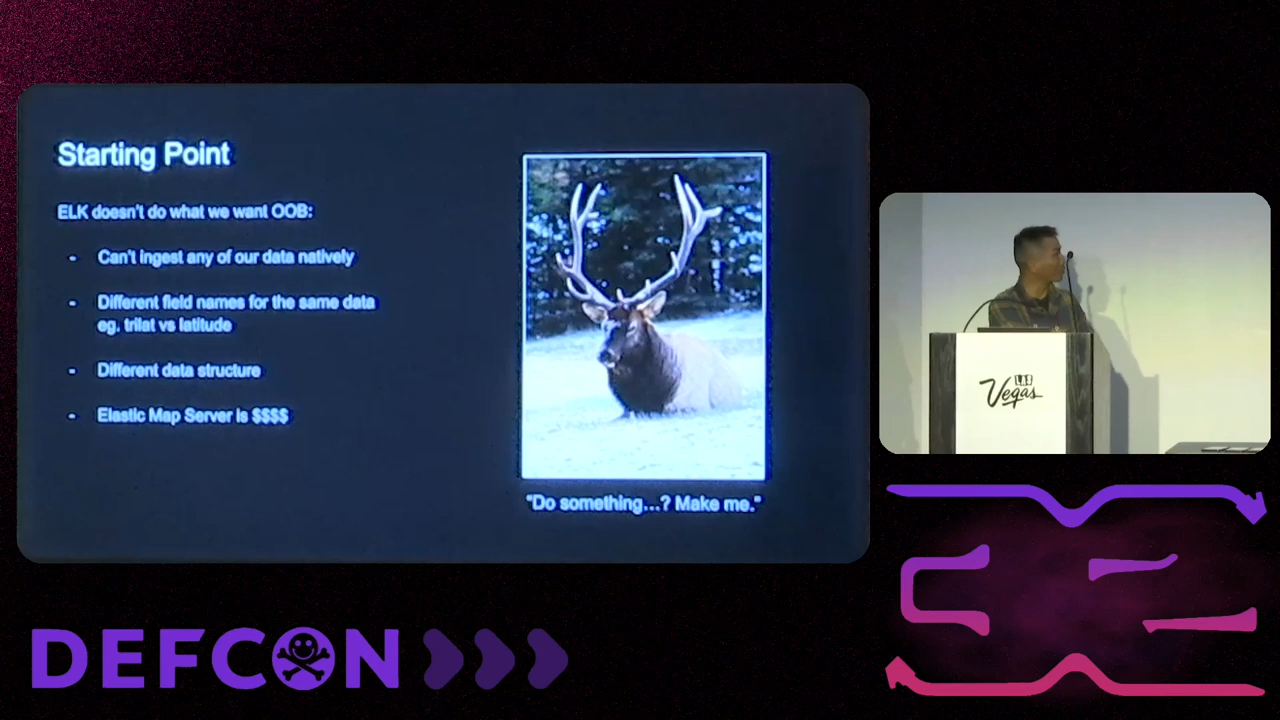 Starting Point
ELK doesn't do what we want OOB:
- Can't ingest any of our data natively
- Different field names for the same data
eg. trilat vs latitude
- Different data structure
- Elastic Map Server is $$$$
"Do something...? Make me."
LAS
Vegas
DEFCON